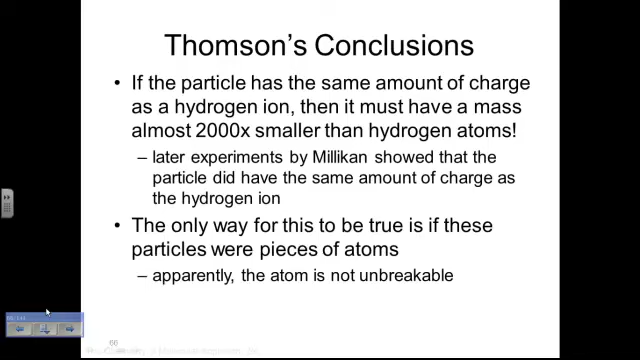 Thomson's Conclusions
• If the particle has the same amount of charge
as a hydrogen ion, then it must have a mass
almost 2000x smaller than hydrogen atoms!
– later experiments by Millikan showed that the
particle did have the same amount of charge as
the hydrogen ion
• The only way for this to be true is if these
particles were pieces of atoms
– apparently, the atom is not unbreakable
66